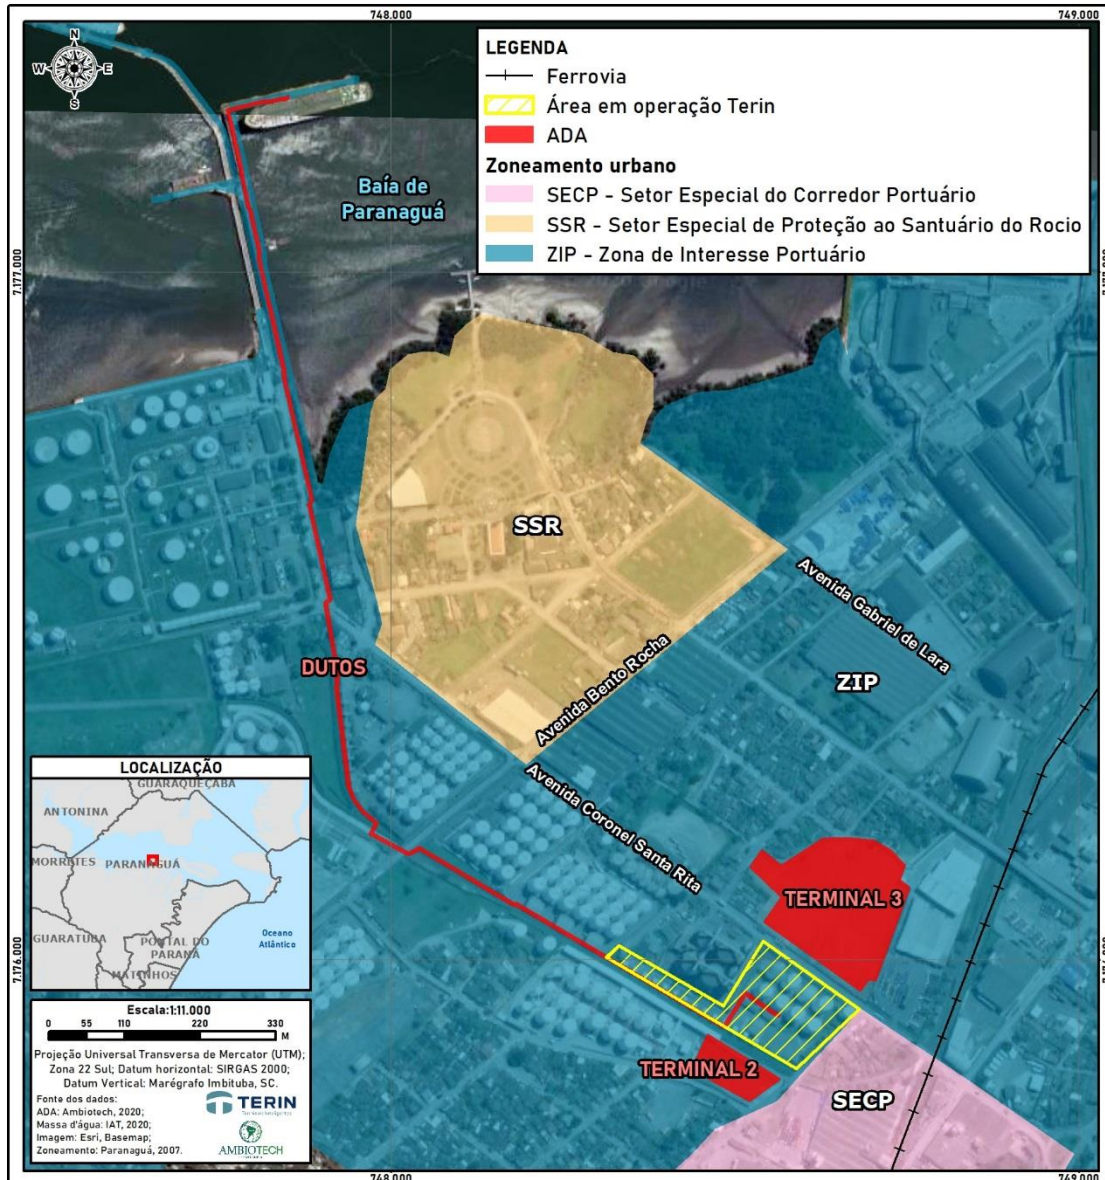 748.000
749.000
N
W
E
S
LEGENDA
Ferrovia
Área em operação Terin
ADA
Zoneamento urbano
SECP - Setor Especial do Corredor Portuário
SSR - Setor Especial de Proteção ao Santuário do Rocio
ZIP - Zona de Interesse Portuário
Baía de
Paranaguá
7.177.000
7.177.000
SSR
Avenida Gabriel de Lara
Avenida Bento Rocha
ZIP
DUTOS
Avenida Coronel Santa Rita
TERMINAL 3
7.176.000
7.176.000
TERMINAL 2
SECP
LOCALIZAÇÃO
GUARAQUEÇABA
ANTONINA
MORRETES
PARANAGUÁ
GUARATUBA
PONTAL DO
PARANÁ
MATINHOS
Oceano
Atlântico
Escala:1:11.000
0 55 110 220 330
M
Projeção Universal Transversa de Mercator (UTM);
Zona 22 Sul; Datum horizontal: SIRGAS 2000;
Datum Vertical: Marégrafo Imbituba, SC.
Fonte dos dados:
ADA: Ambiotech, 2020;
Massa d'água: IAT, 2020;
Imagem: Esri, Basemap;
Zoneamento: Paranaguá, 2007.
TERIN
AMBIOTECH
748.000
749.000